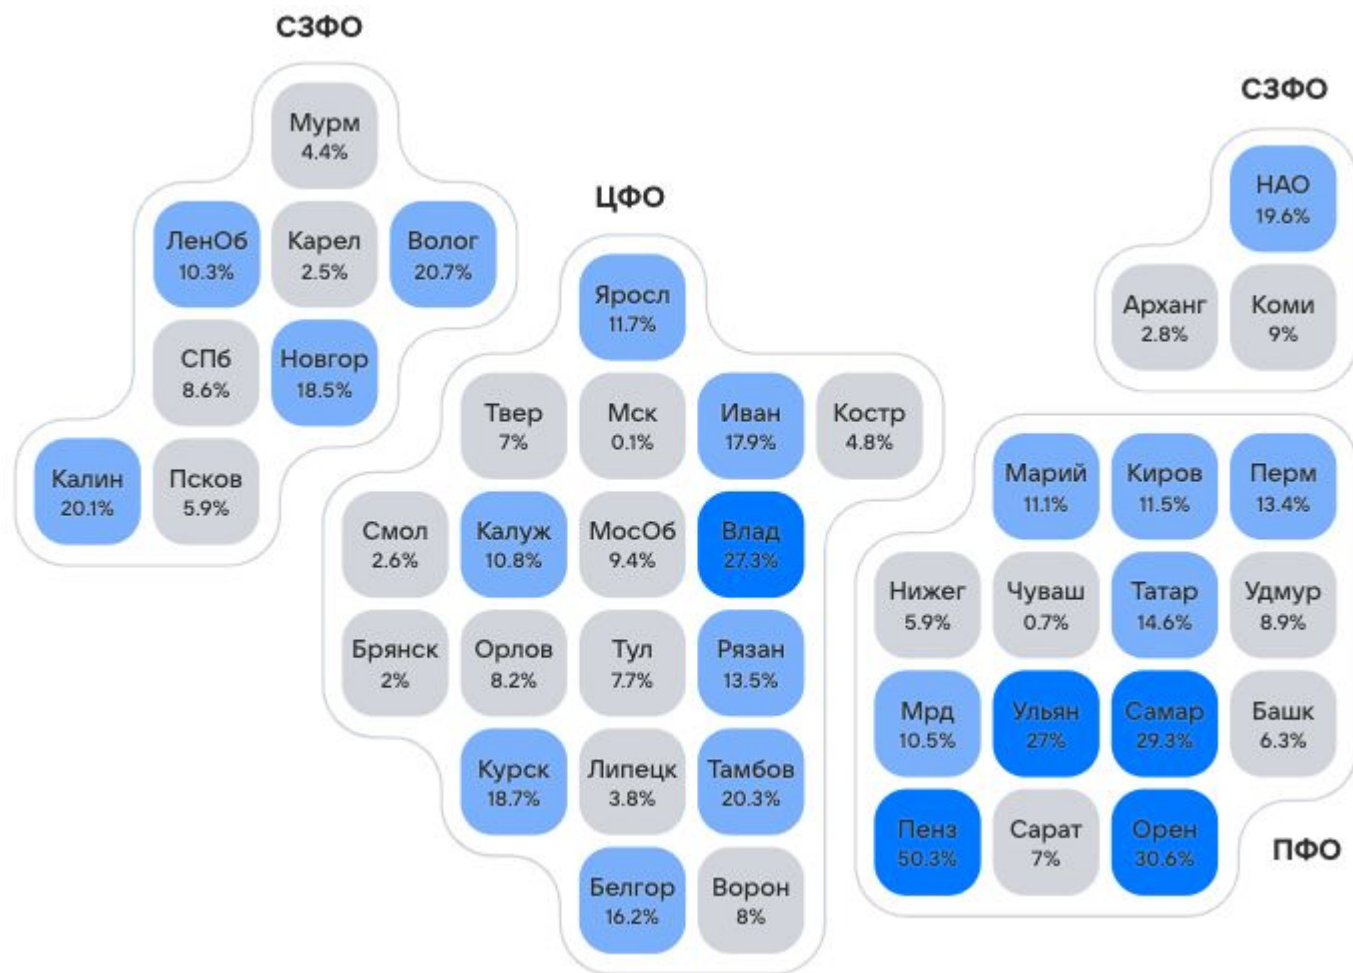 СЗФО
Мурм
4.4%
ЛенОб
10.3%
Карел
2.5%
Волог
20.7%
СПб
8.6%
Новгор
18.5%
Калин
20.1%
Псков
5.9%
ЦФО
Яросл
11.7%
Твер
7%
Мск
0.1%
Иван
17.9%
Костр
4.8%
Смол
2.6%
Калуж
10.8%
МосОб
9.4%
Влад
27.3%
Брянск
2%
Орлов
8.2%
Тул
7.7%
Рязан
13.5%
Курск
18.7%
Липецк
3.8%
Тамбов
20.3%
Белгор
16.2%
Ворон
8%
СЗФО
НАО
19.6%
Арханг
2.8%
Коми
9%
Марий
11.1%
Киров
11.5%
Перм
13.4%
Нижег
5.9%
Чуваш
0.7%
Татар
14.6%
Удмур
8.9%
Мрд
10.5%
Ульян
27%
Самар
29.3%
Башк
6.3%
Пенз
50.3%
Сарат
7%
Орен
30.6%
ПФО